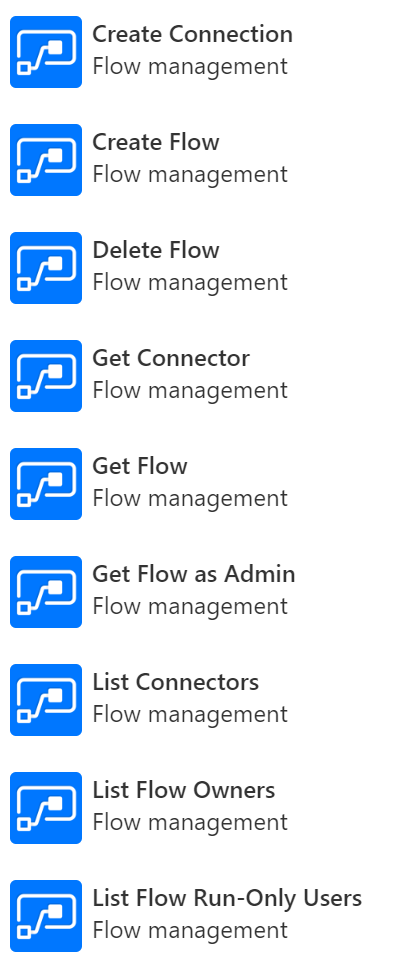 Create Connection
Flow management
Create Flow
Flow management
Delete Flow
Flow management
Get Connector
Flow management
Get Flow
Flow management
Get Flow as Admin
Flow management
List Connectors
Flow management
List Flow Owners
Flow management
List Flow Run-Only Users
Flow management